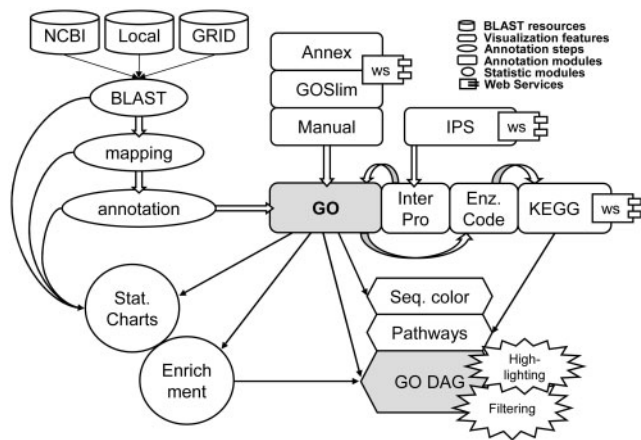 NCBI
Local
GRID
BLAST
mapping
annotation
Annex
GOSlim
Manual
ws
IPS
ws
GO
Inter
Pro
Enz.
Code
KEGG
ws
Stat.
Charts
Enrich
ment
Seq. color
Pathways
GO DAG
High-
lighting
Filtering
BLAST resources
Visualization features
Annotation steps
Annotation modules
Statistic modules
Web Services